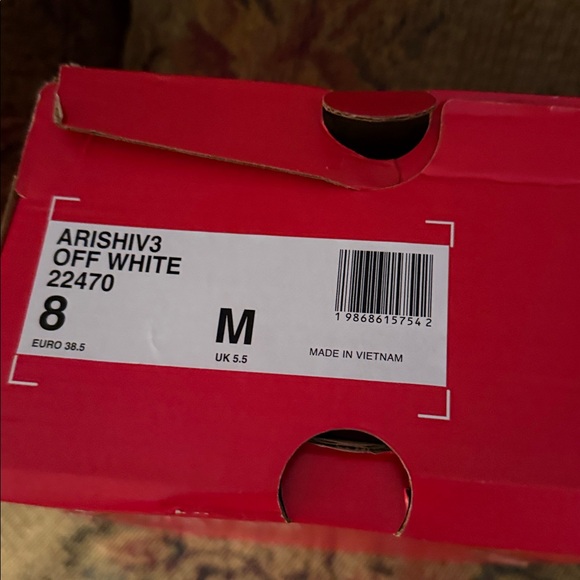 ARISHIV3
OFF WHITE
22470
8
EURO 38.5
M
UK 5.5
1 98686 15754 2
MADE IN VIETNAM